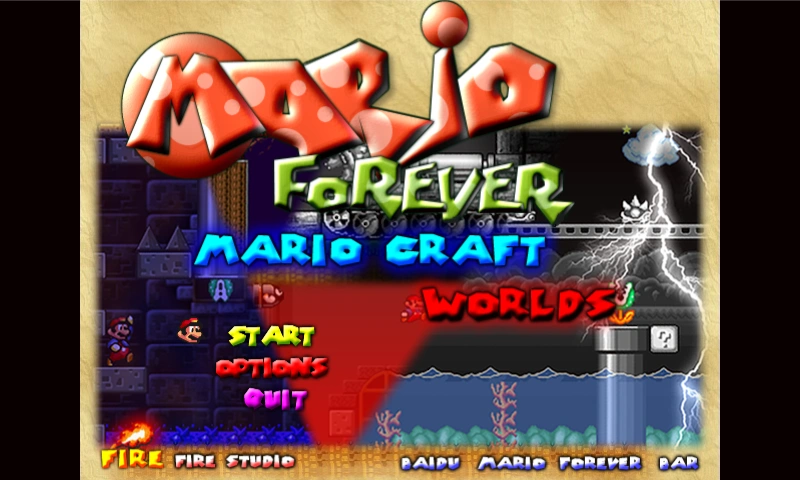 MARIO
FOREVER
MARIO CRAFT
WORLDS
START
OPTIONS
QUIT
FIRE FIRE STUDIO
BAIDU MARIO FOREVER BAR
?